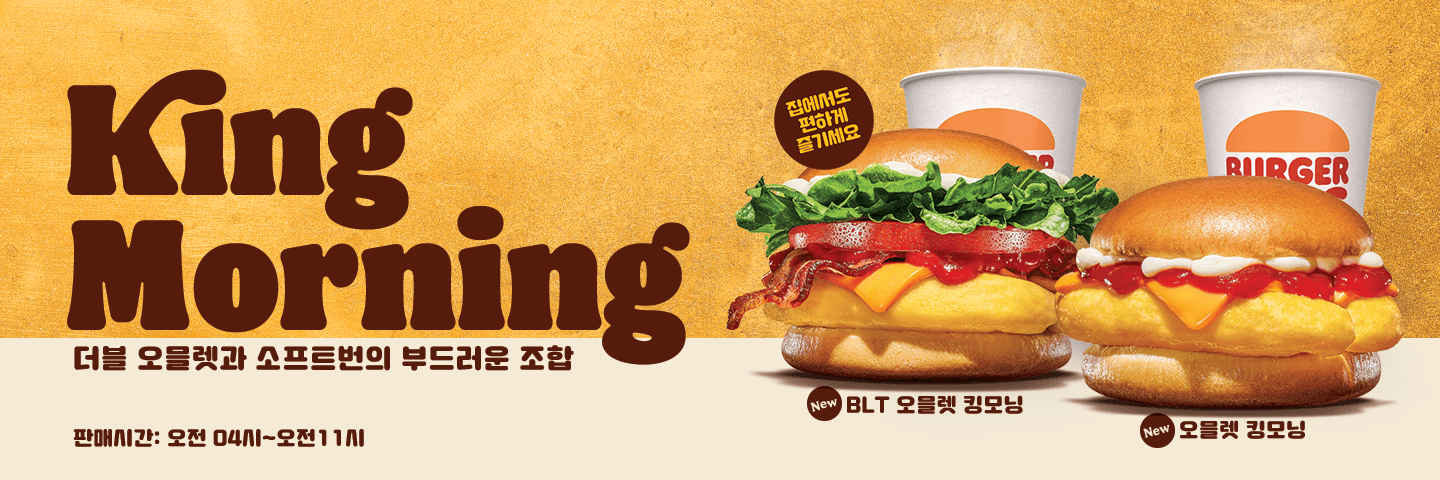 King
Morning
더블 오믈렛과 소프트번의 부드러운 조합
판매시간: 오전 04시~오전11시
집에서도
편하게
즐기세요
BURGER
New BLT 오믈렛 킹모닝
New 오믈렛 킹모닝